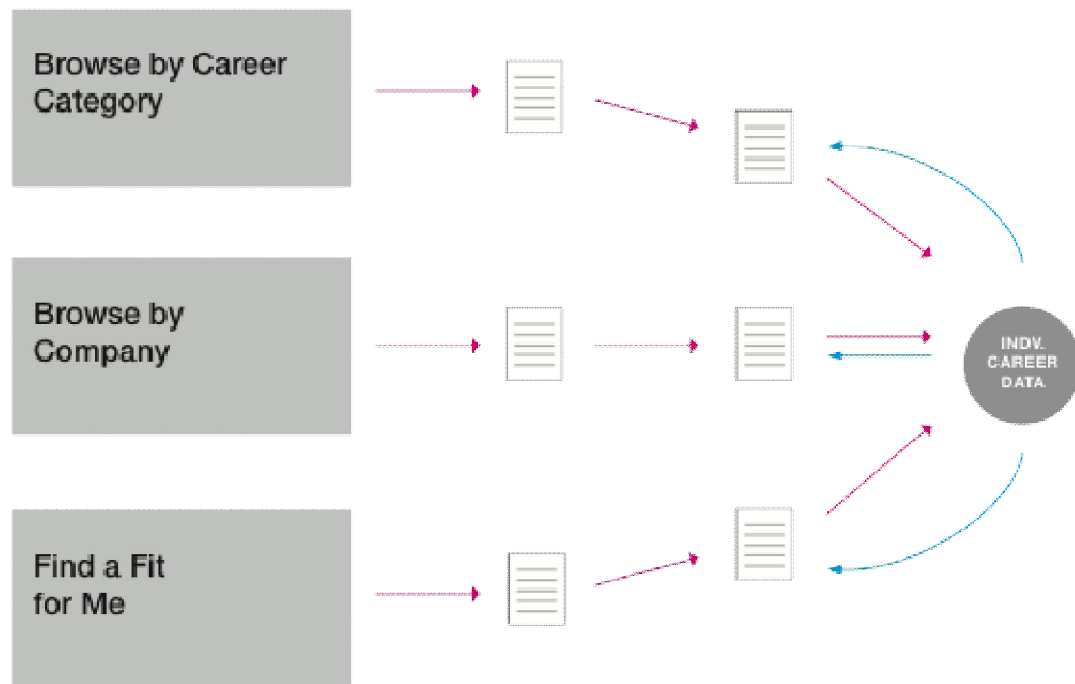 Browse by Career
Category
Browse by
Company
INDV.
CAREER
DATA
Find a Fit
for Me